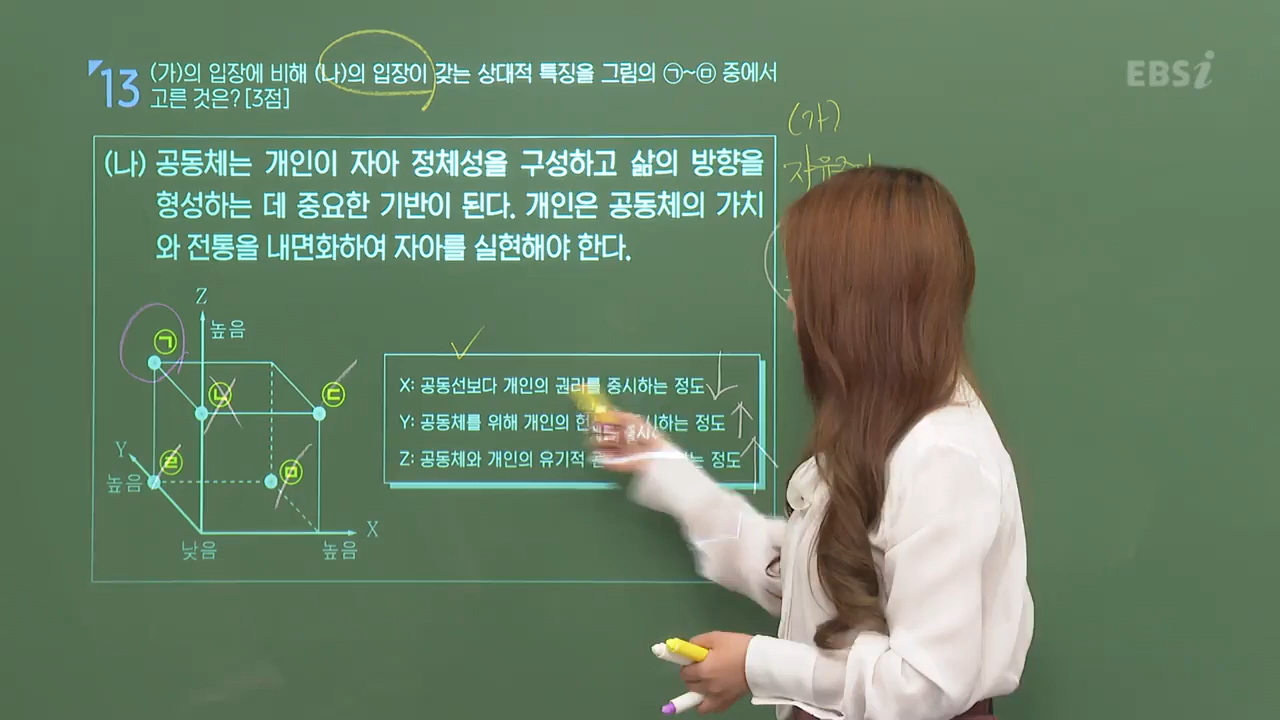 EBSi
13 (가)의 입장에 비해 (나)의 입장이 갖는 상대적 특징을 그림의 ㉠~㉤ 중에서
고른 것은? [3점]
(가)
(나) 공동체는 개인이 자아 정체성을 구성하고 삶의 방향을
형성하는 데 중요한 기반이 된다. 개인은 공동체의 가치
와 전통을 내면화하여 자아를 실현해야 한다.
Z
높음
㉠
㉡
㉢
Y
높음
㉣
㉤
X
낮음
높음
X: 공동선보다 개인의 권리를 중시하는 정도
Y: 공동체를 위해 개인의 시하는 정도
Z: 공동체와 개인의 유기적 정도